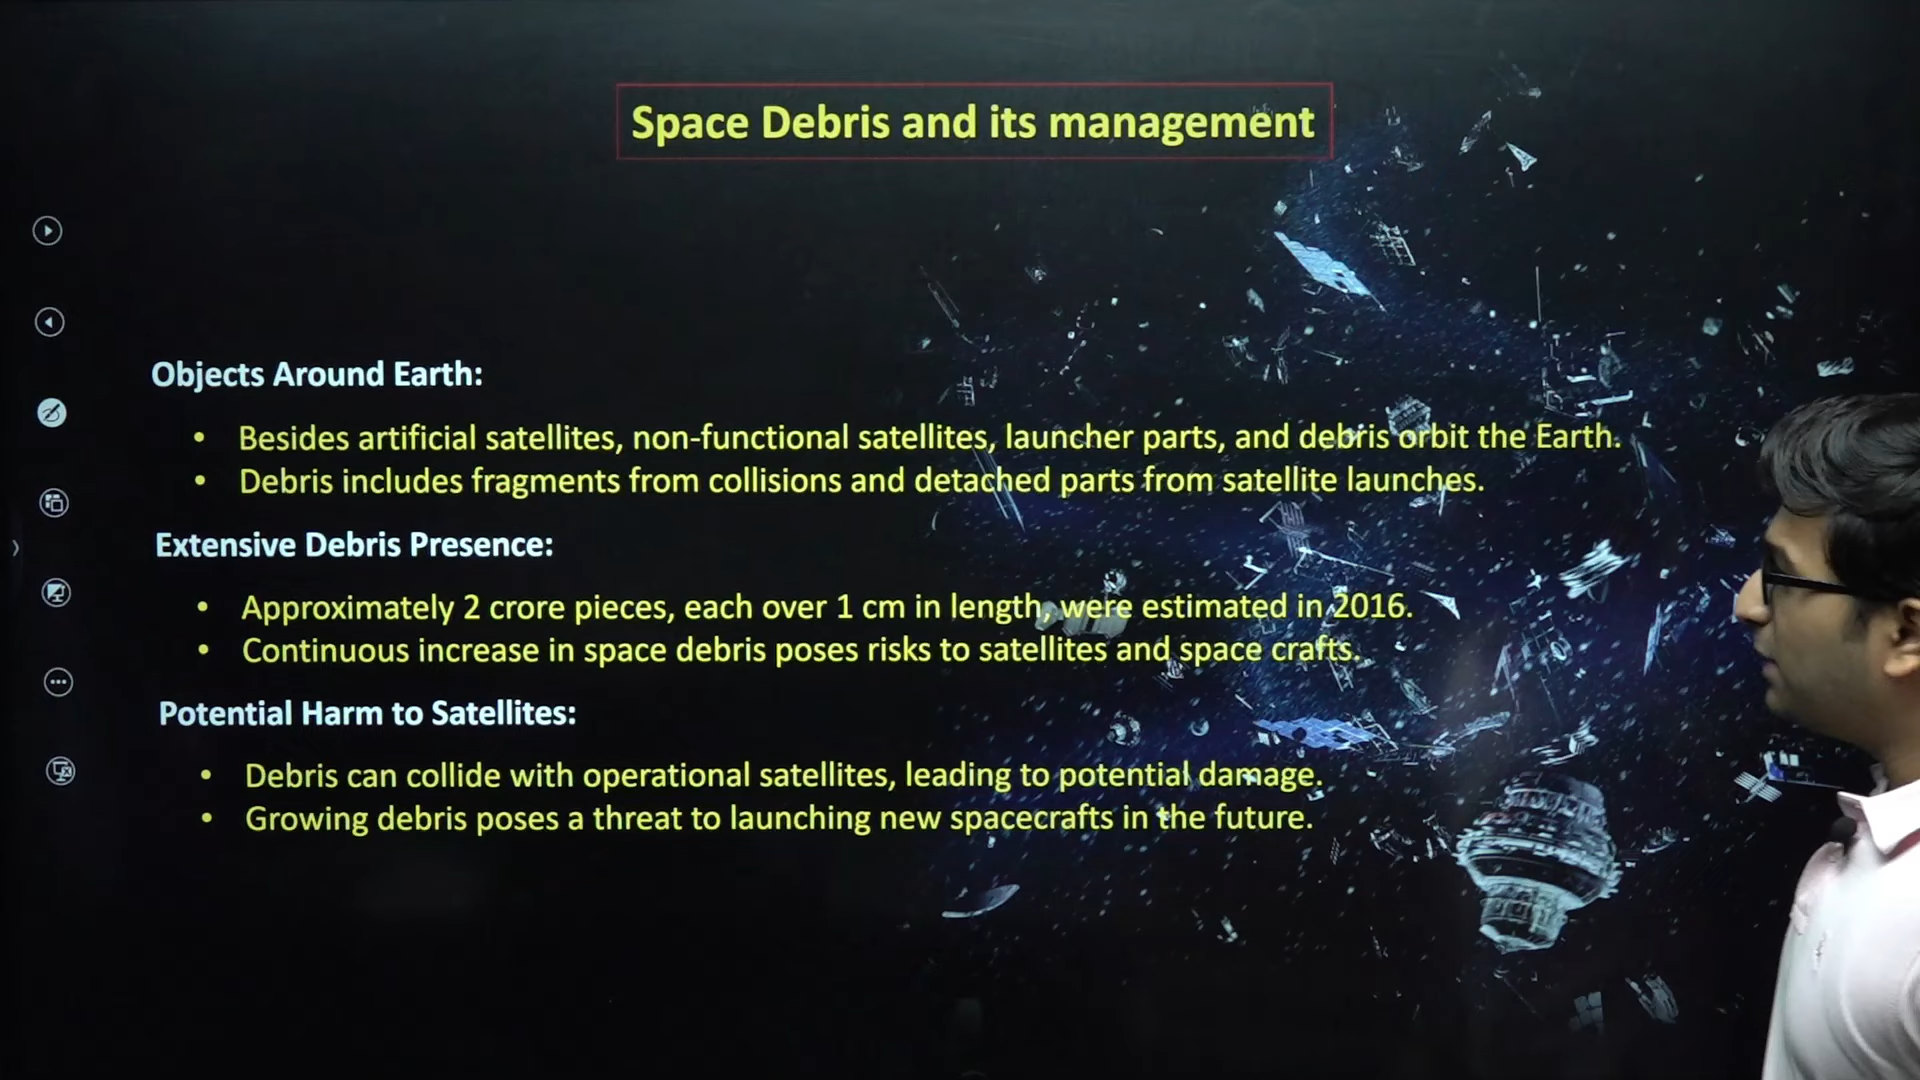 Space Debris and its management
Objects Around Earth:
• Besides artificial satellites, non-functional satellites, launcher parts, and debris orbit the Earth.
• Debris includes fragments from collisions and detached parts from satellite launches.
Extensive Debris Presence:
• Approximately 2 crore pieces, each over 1 cm in length, were estimated in 2016.
• Continuous increase in space debris poses risks to satellites and space crafts.
Potential Harm to Satellites:
• Debris can collide with operational satellites, leading to potential damage.
• Growing debris poses a threat to launching new spacecrafts in the future.